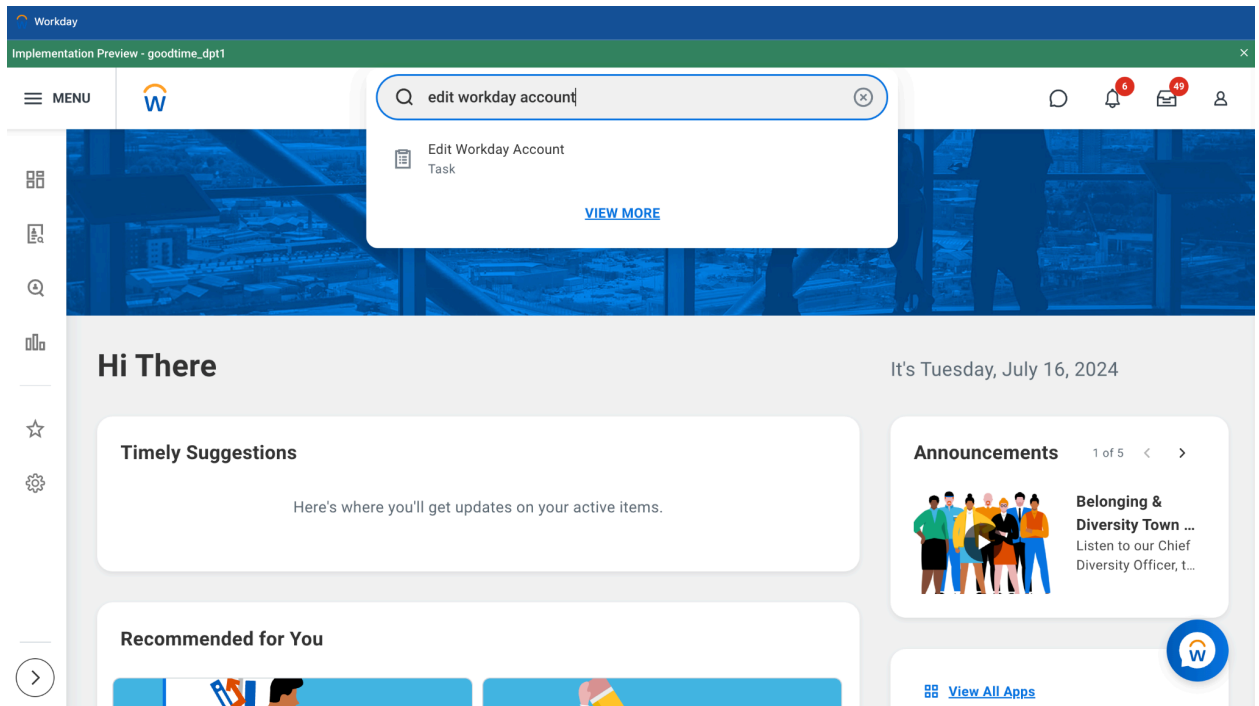 Workday
Implementation Preview - goodtime_dpt1
MENU
edit workday account
6
49
Edit Workday Account
Task
VIEW MORE
Hi There
It's Tuesday, July 16, 2024
Timely Suggestions
Here's where you'll get updates on your active items.
Announcements
1 of 5
Belonging &
Diversity Town ...
Listen to our Chief
Diversity Officer, t...
Recommended for You
View All Apps